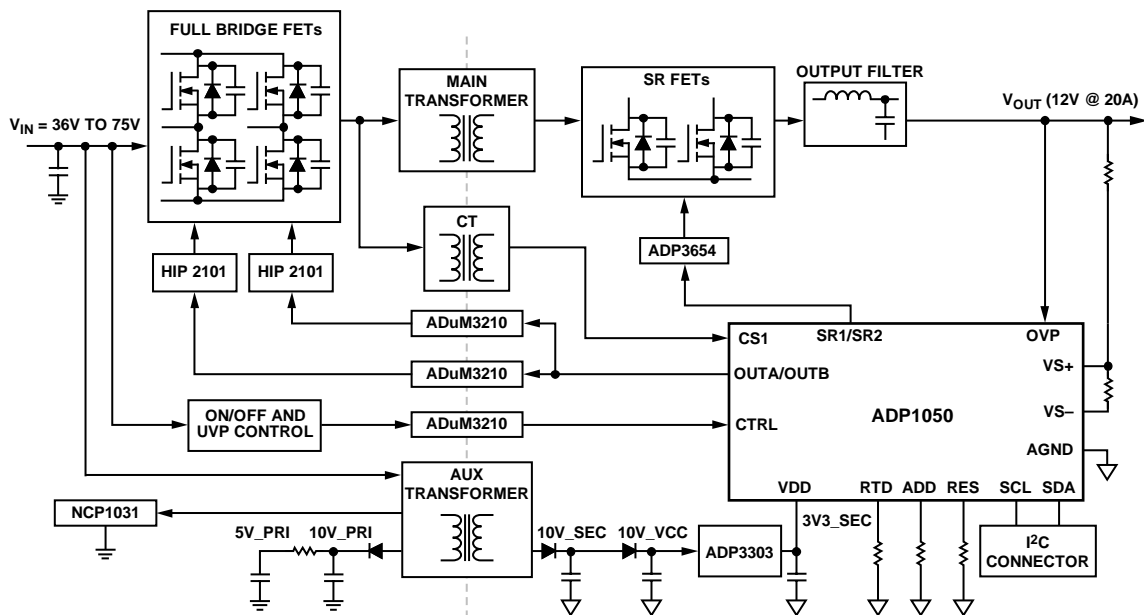 FULL BRIDGE FETs
MAIN
TRANSFORMER
SR FETs
OUTPUT FILTER
VOUT (12V @ 20A)
VIN = 36V TO 75V
CT
HIP 2101
HIP 2101
ADP3654
ADuM3210
ADuM3210
ADuM3210
ON/OFF AND
UVP CONTROL
CS1
SR1/SR2
OVP
OUTA/OUTB
VS+
VS–
CTRL
ADP1050
AGND
VDD
RTD
ADD
RES
SCL
SDA
AUX
TRANSFORMER
NCP1031
5V_PRI
10V_PRI
10V_SEC
10V_VCC
3V3_SEC
ADP3303
I2C
CONNECTOR